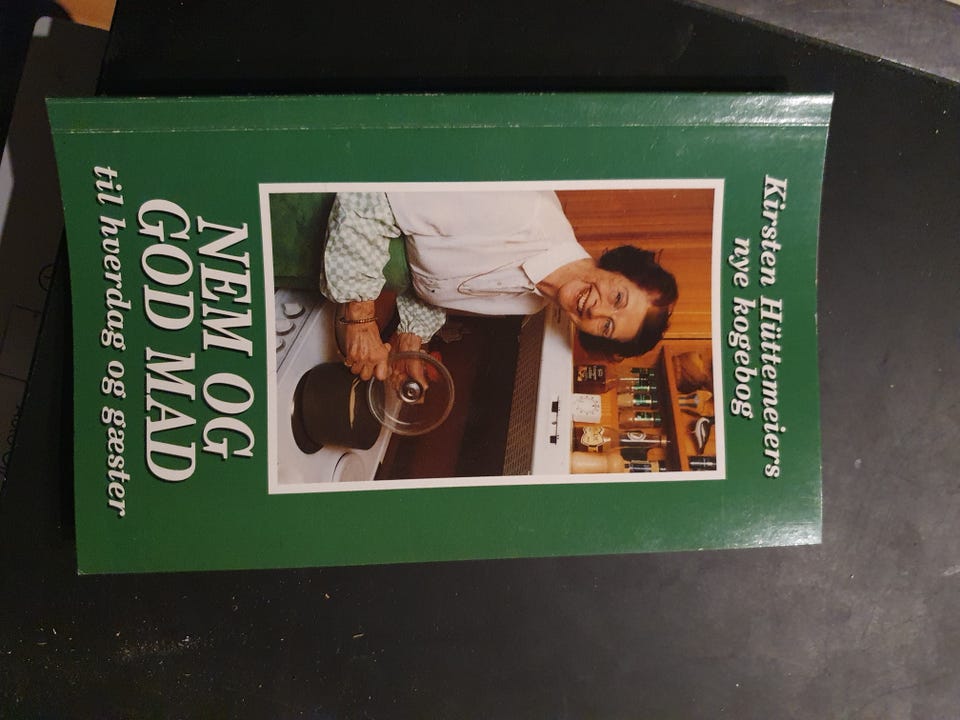 Kirsten Hüttemeiers
nye kogebog
NEM OG
GOD MAD
til hverdag og gæster